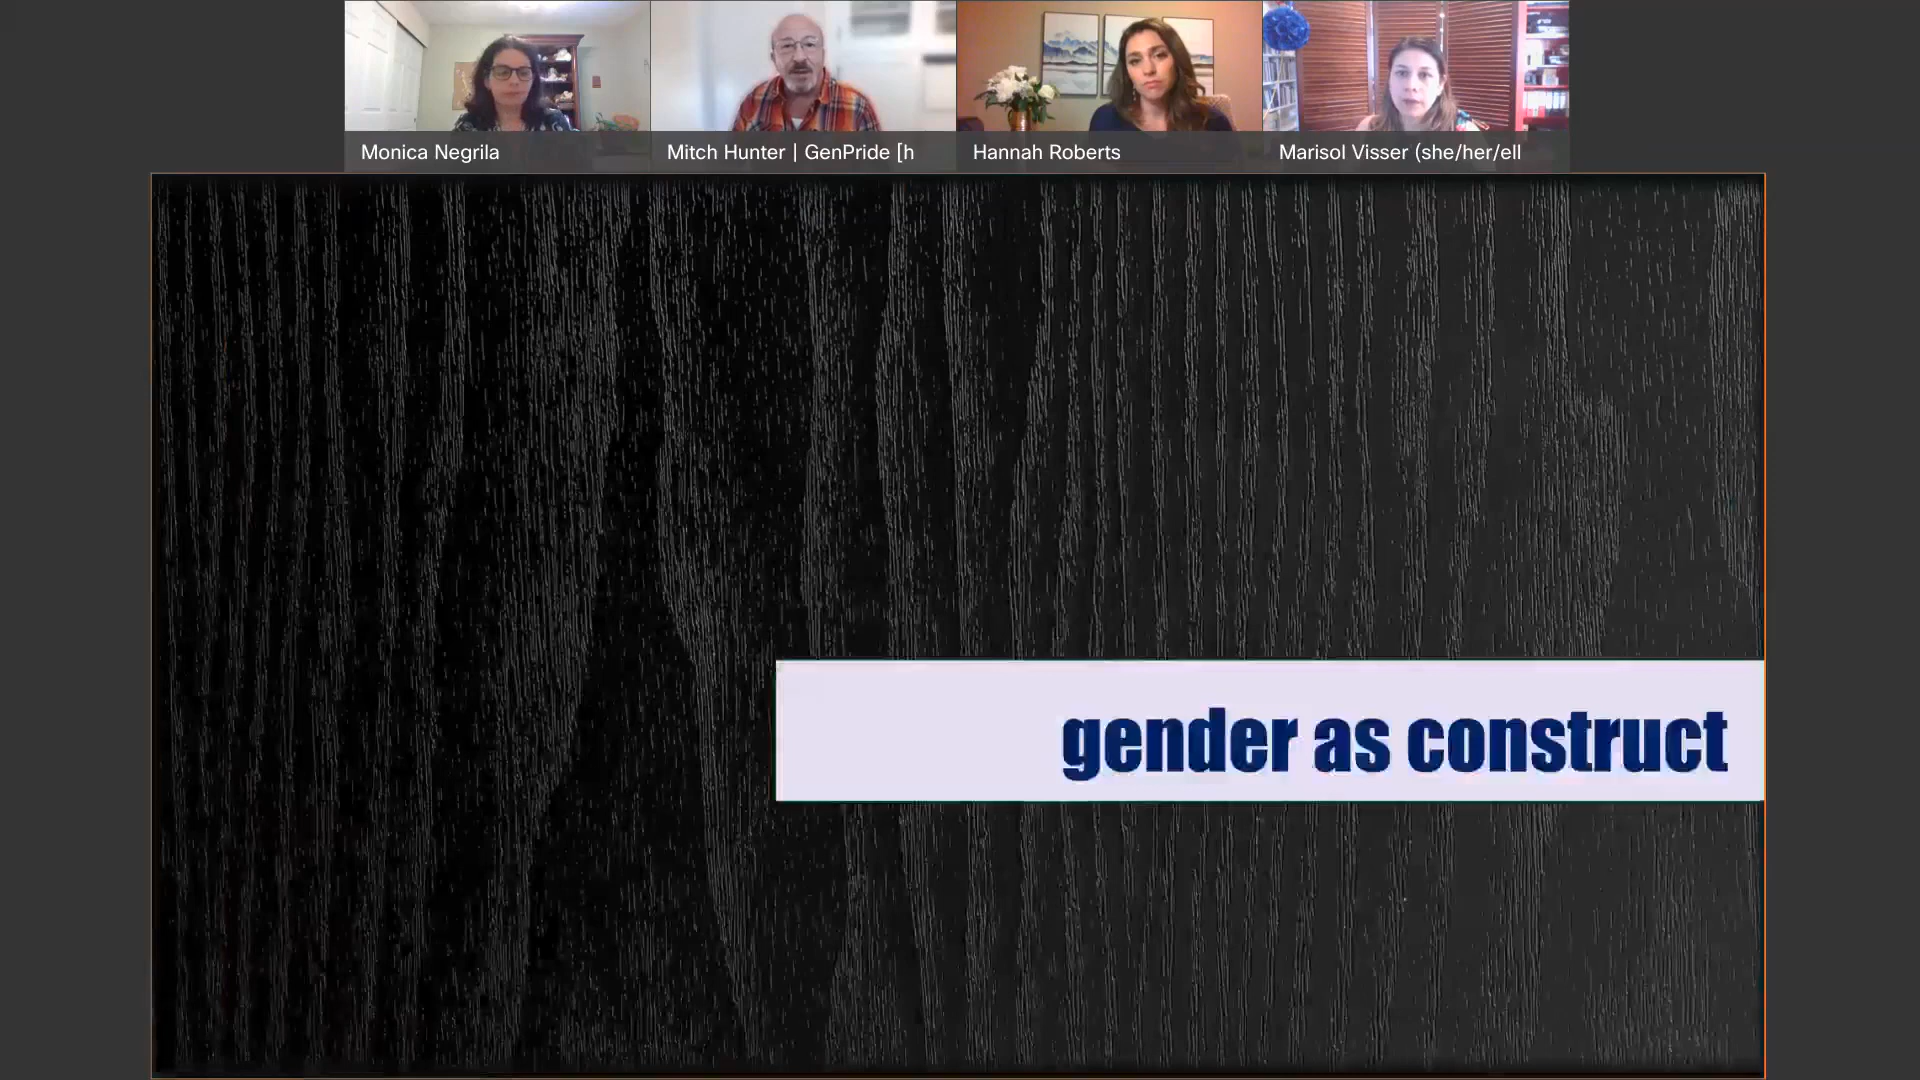 Monica Negrila
Mitch Hunter | GenPride [h
Hannah Roberts
Marisol Visser (she/her/ell
gender as construct